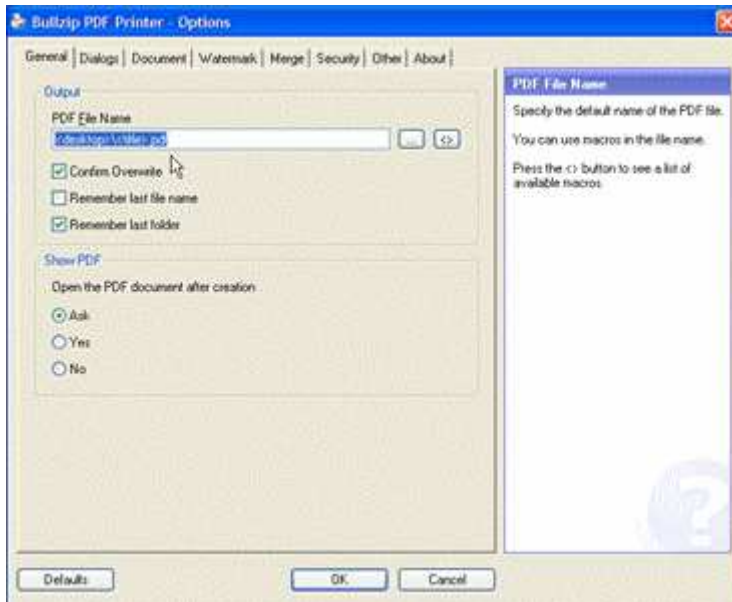 Bullzip PDF Printer - Options
General Dialogs Document Watermark Merge Security Other About
Output
PDF File Name
<desktop>\<title>.pdf
... <>
Confirm Overwrite
Remember last file name
Remember last folder
Show PDF
Open the PDF document after creation
Ask
Yes
No
PDF File Name
Specify the default name of the PDF file.
You can use macros in the file name.
Press the <> button to see a list of
available macros.
Defaults OK Cancel